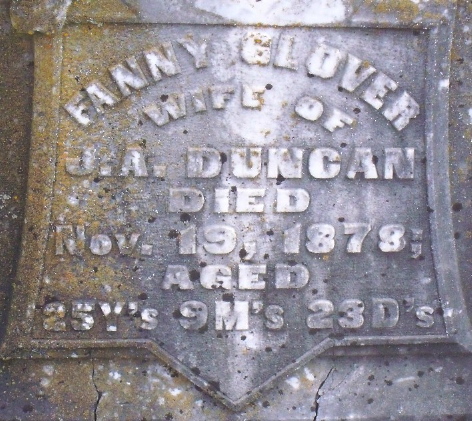 FANNY GLOVER
WIFE OF
J.A. DUNCAN
DIED
Nov. 19, 1878;
AGED
25Y's 9M's 23D's